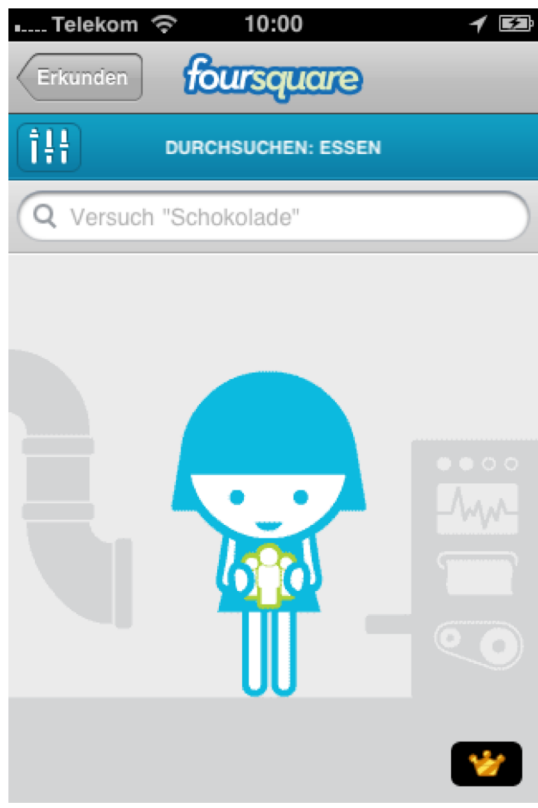 Telekom 10:00
Erkunden foursquare
DURCHSUCHEN: ESSEN
Versuch "Schokolade"